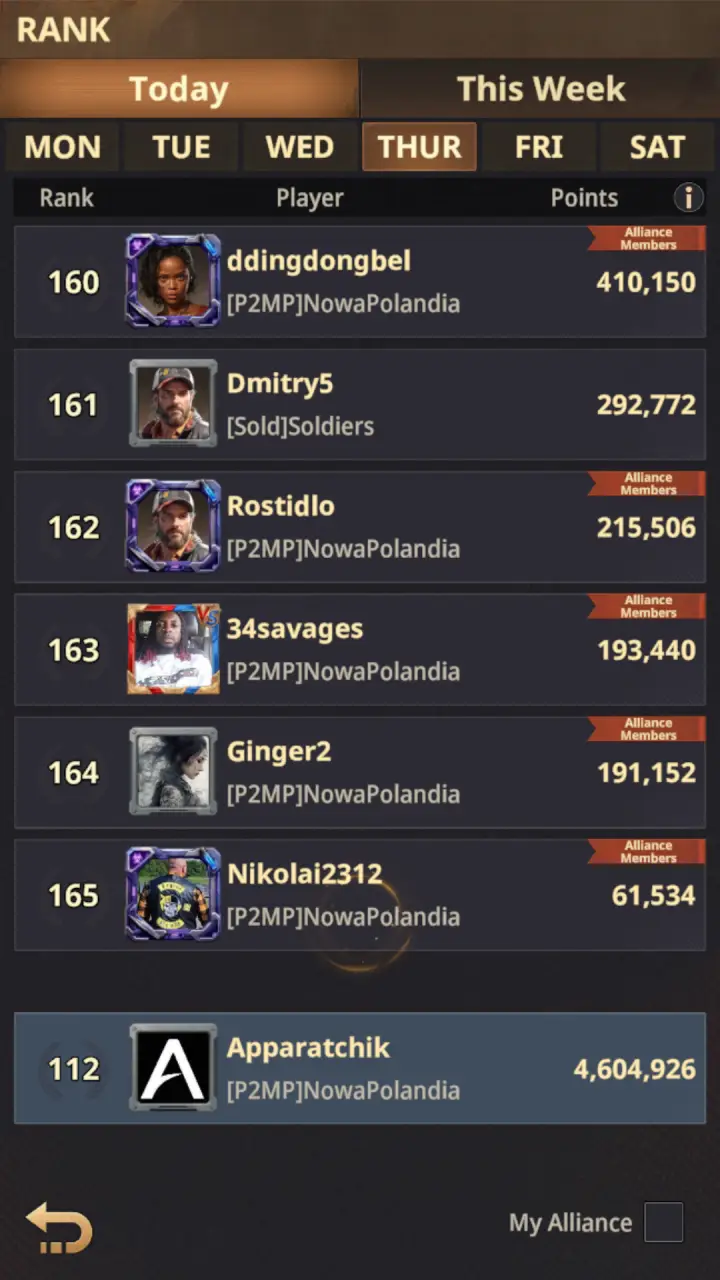 RANK
Today
This Week
MON TUE WED THUR FRI SAT
Rank Player Points
Alliance
Members
160 ddingdongbel 410,150
[P2MP]NowaPolandia
161 Dmitry5 292,772
[Sold]Soldiers
Alliance
Members
162 Rostidlo 215,506
[P2MP]NowaPolandia
Alliance
Members
163 34savages 193,440
[P2MP]NowaPolandia
Alliance
Members
164 Ginger2 191,152
[P2MP]NowaPolandia
Alliance
Members
165 Nikolai2312 61,534
[P2MP]NowaPolandia
112 Apparatchik 4,604,926
[P2MP]NowaPolandia
My Alliance